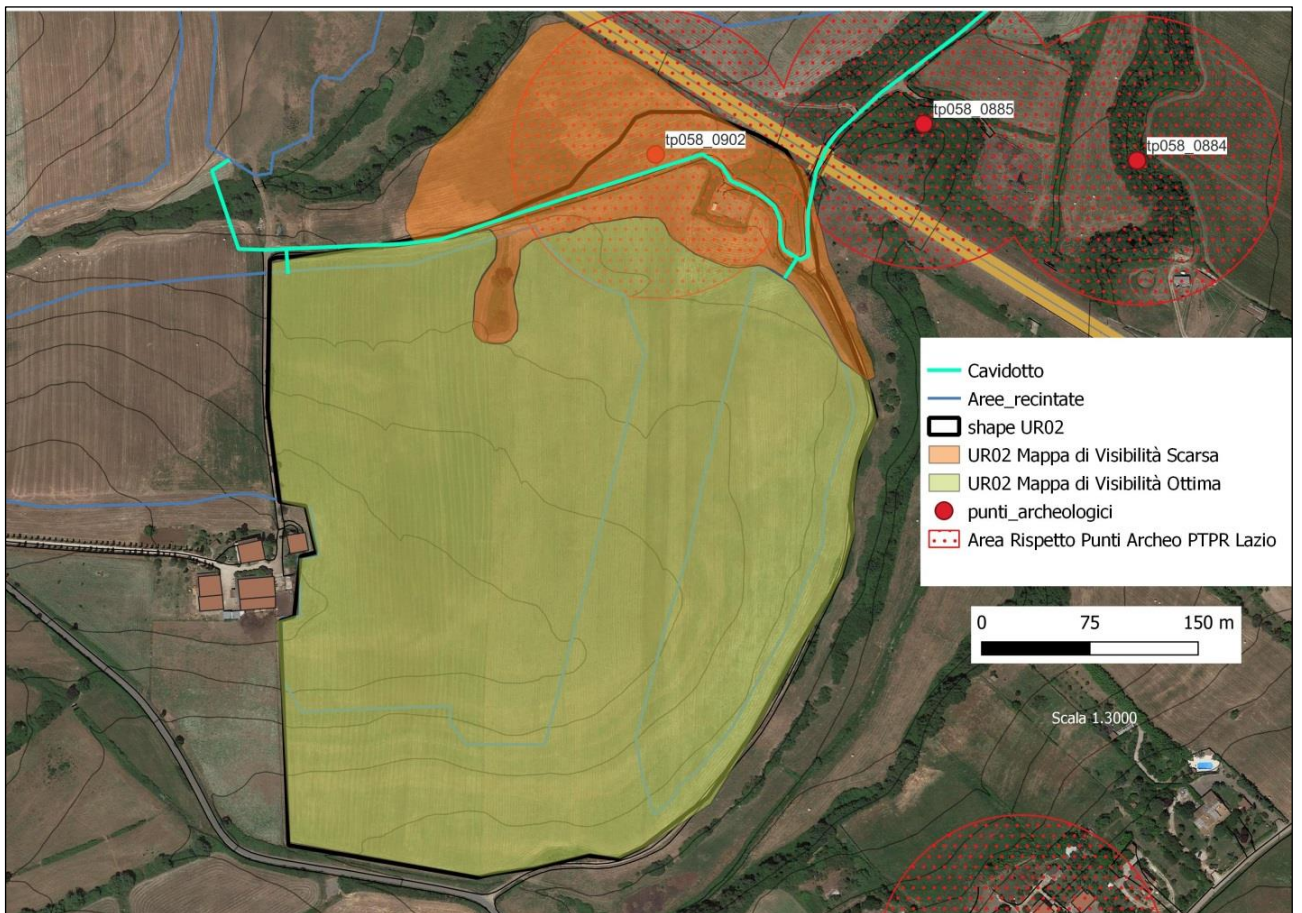 tp058_0885
tp058_0902
tp058_0884
Cavidotto
Aree_recintate
shape UR02
UR02 Mappa di Visibilità Scarsa
UR02 Mappa di Visibilità Ottima
punti_archeologici
Area Rispetto Punti Archeo PTPR Lazio
0 75 150 m
Scala 1.3000